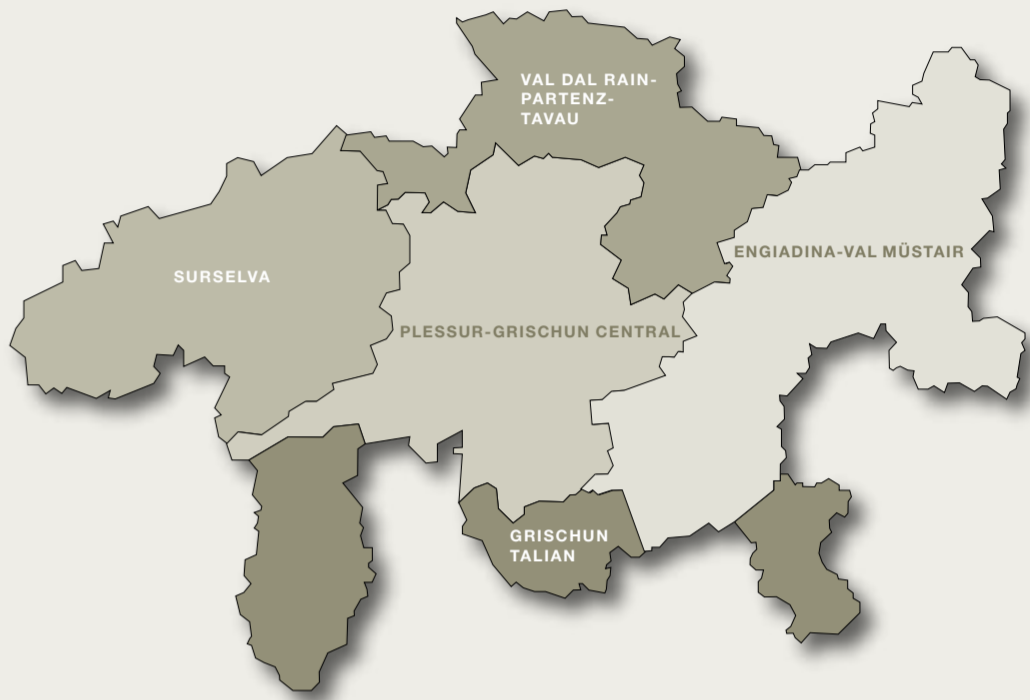 VAL DAL RAIN-
PARTENZ-
TAVAU
ENGIADINA-VAL MÜSTAIR
SURSELVA
PLESSUR-GRISCHUN CENTRAL
GRISCHUN
TALIAN